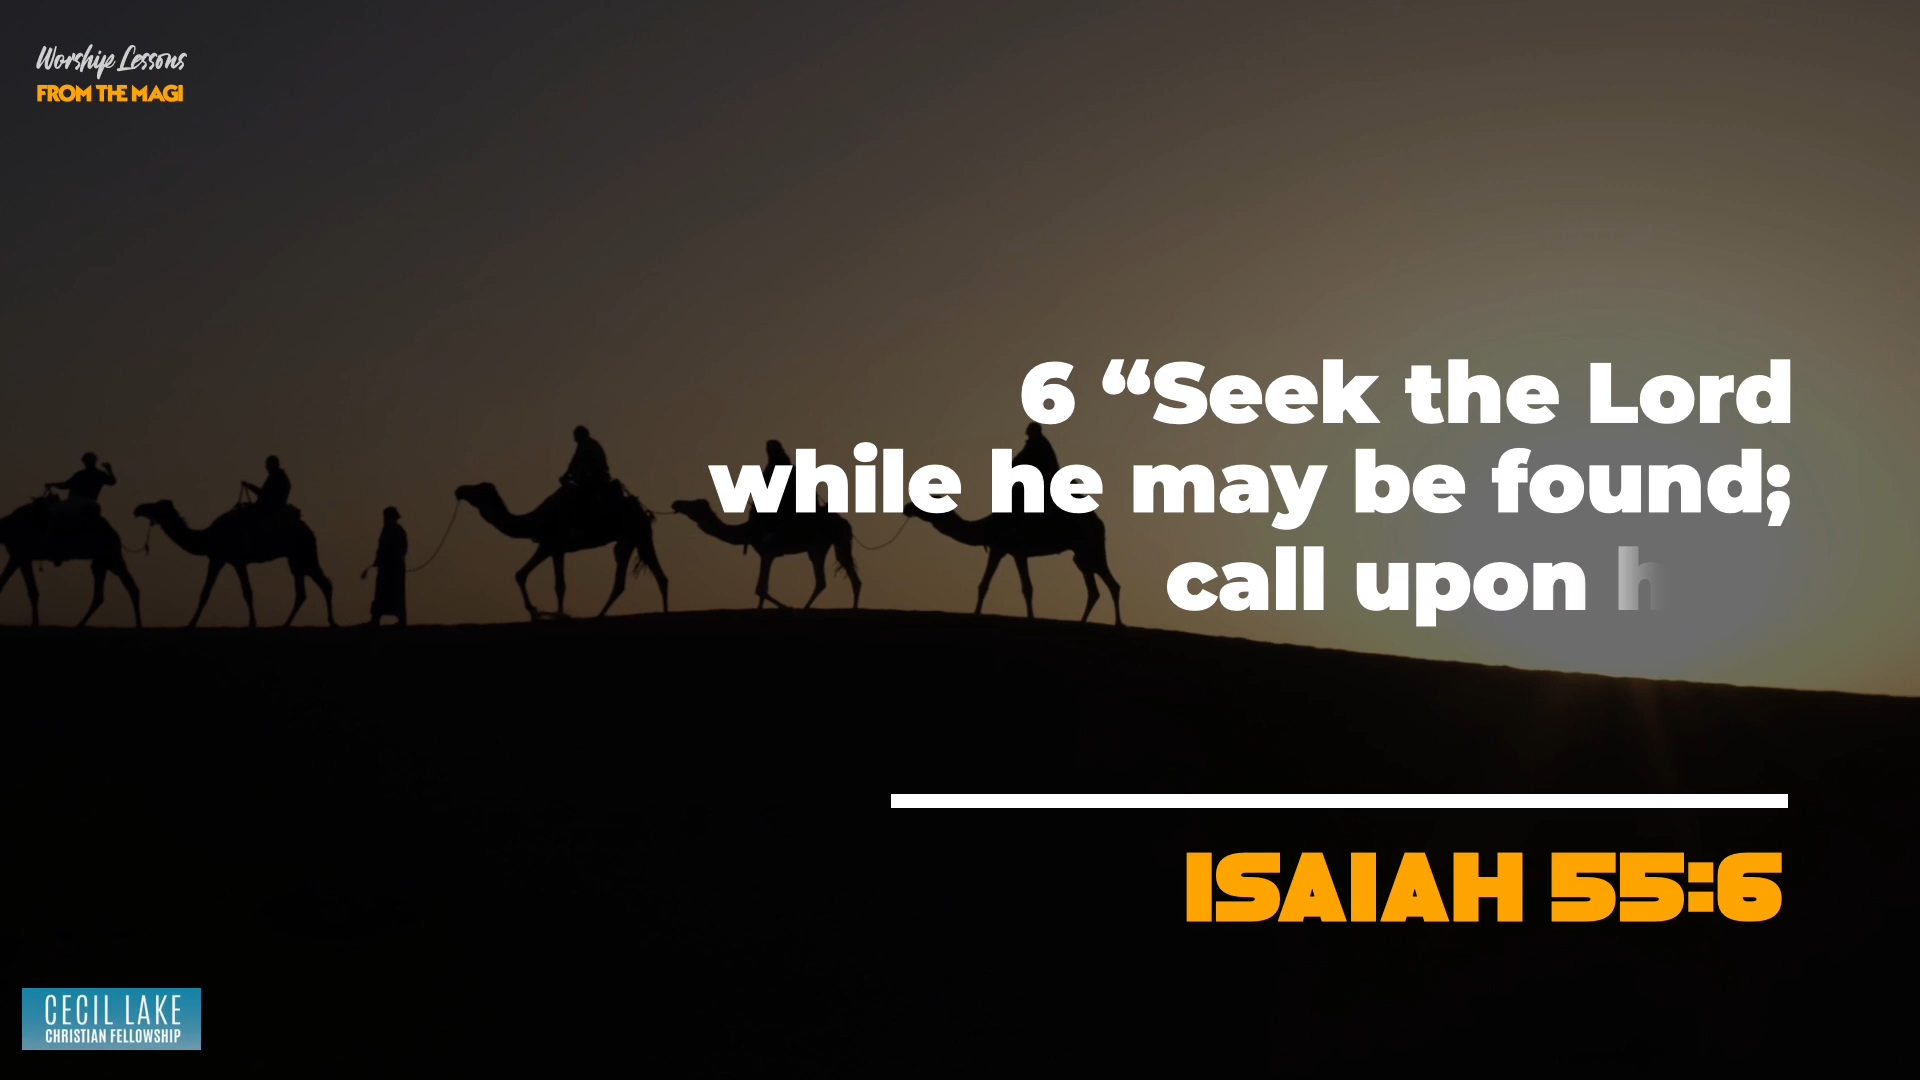 Worship Lessons
FROM THE MAGI
6 “Seek the Lord
while he may be found;
call upon h
ISAIAH 55:6
CECIL LAKE
CHRISTIAN FELLOWSHIP